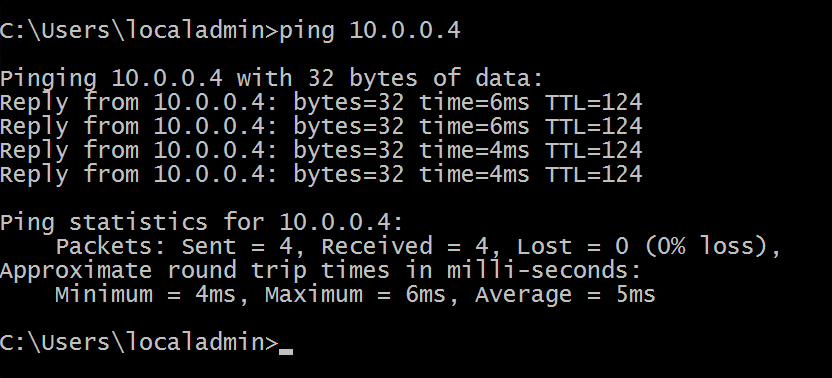 C:\Users\localadmin>ping 10.0.0.4
Pinging 10.0.0.4 with 32 bytes of data:
Reply from 10.0.0.4: bytes=32 time=6ms TTL=124
Reply from 10.0.0.4: bytes=32 time=6ms TTL=124
Reply from 10.0.0.4: bytes=32 time=4ms TTL=124
Reply from 10.0.0.4: bytes=32 time=4ms TTL=124
Ping statistics for 10.0.0.4:
    Packets: Sent = 4, Received = 4, Lost = 0 (0% loss),
Approximate round trip times in milli-seconds:
    Minimum = 4ms, Maximum = 6ms, Average = 5ms
C:\Users\localadmin>